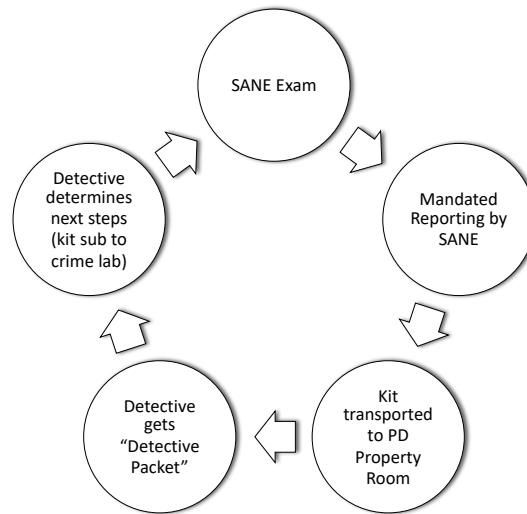 SANE Exam
Mandated
Reporting by
SANE
Kit
transported
to PD
Property
Room
Detective
gets
“Detective
Packet”
Detective
determines
next steps
(kit sub to
crime lab)